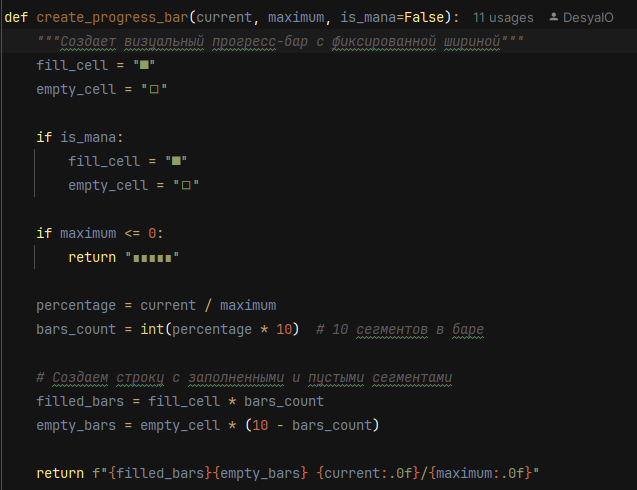 def create_progress_bar(current, maximum, is_mana=False): 11 usages DesyaIO
"""Создает визуальный прогресс-бар с фиксированной шириной"""
fill_cell = "■"
empty_cell = "□"
if is_mana:
fill_cell = "■"
empty_cell = "□"
if maximum <= 0:
return "▪▪▪▪▪"
percentage = current / maximum
bars_count = int(percentage * 10)  # 10 сегментов в баре
# Создаем строку с заполненными и пустыми сегментами
filled_bars = fill_cell * bars_count
empty_bars = empty_cell * (10 - bars_count)
return f"{filled_bars}{empty_bars} {current:.0f}/{maximum:.0f}"